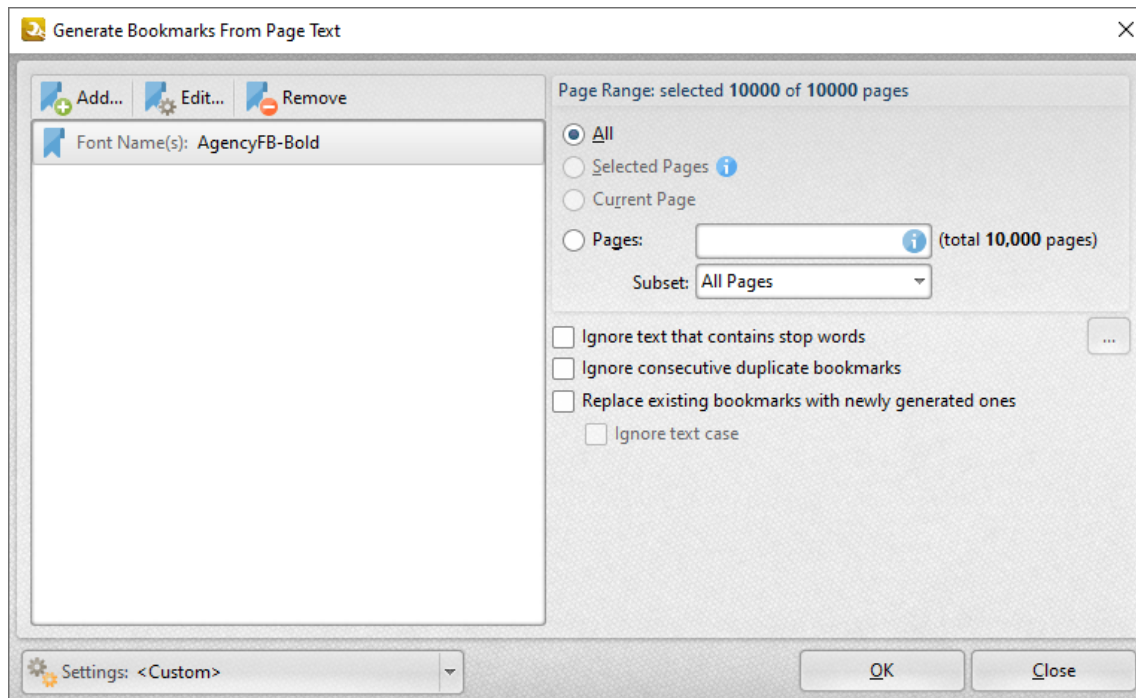 Generate Bookmarks From Page Text
Add... Edit... Remove
Font Name(s): AgencyFB-Bold
Page Range: selected 10000 of 10000 pages
All
Selected Pages
Current Page
Pages: (total 10,000 pages)
Subset: All Pages
Ignore text that contains stop words ...
Ignore consecutive duplicate bookmarks
Replace existing bookmarks with newly generated ones
Ignore text case
Settings: <Custom>
OK Close